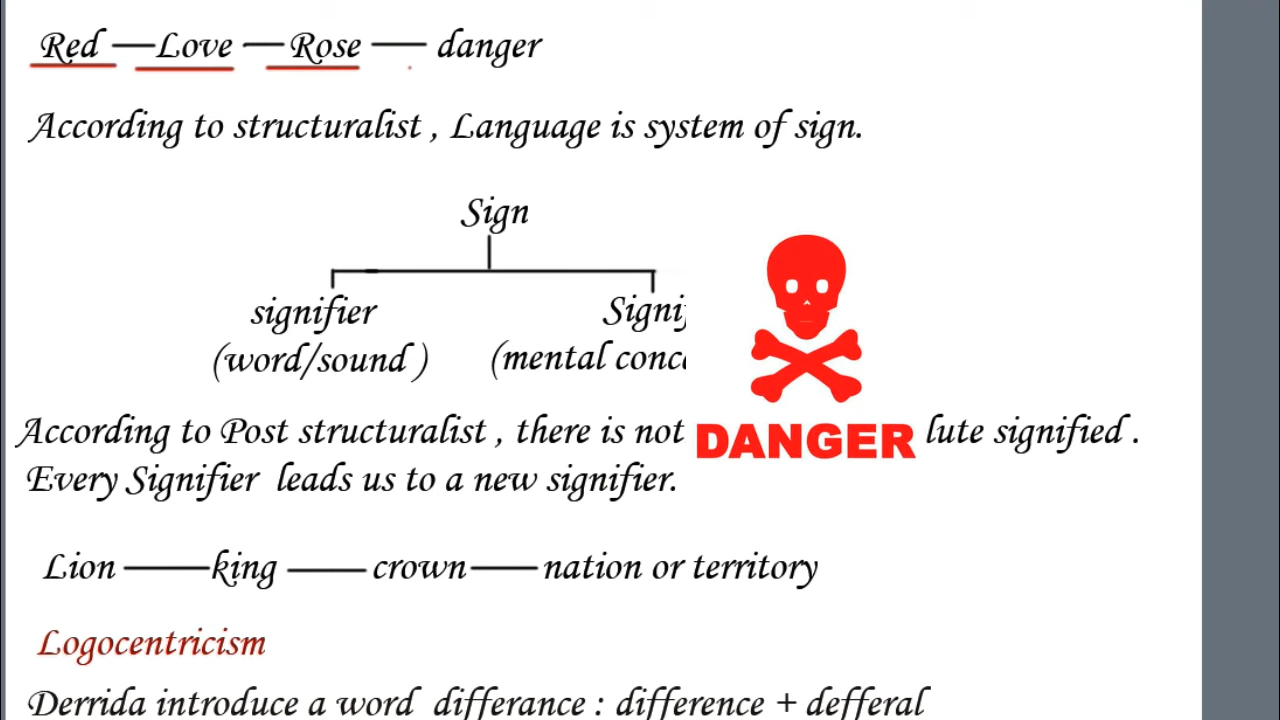 Red — Love — Rose — danger
According to structuralist , Language is system of sign.
Sign
signifier
(word/sound )
(mental
According to Post structuralist , there is not
DANGER
signified .
Every Signifier leads us to a new signifier.
Lion — king — crown — nation or territory
Logocentricism
Derrida introduce a word differance : difference + defferal